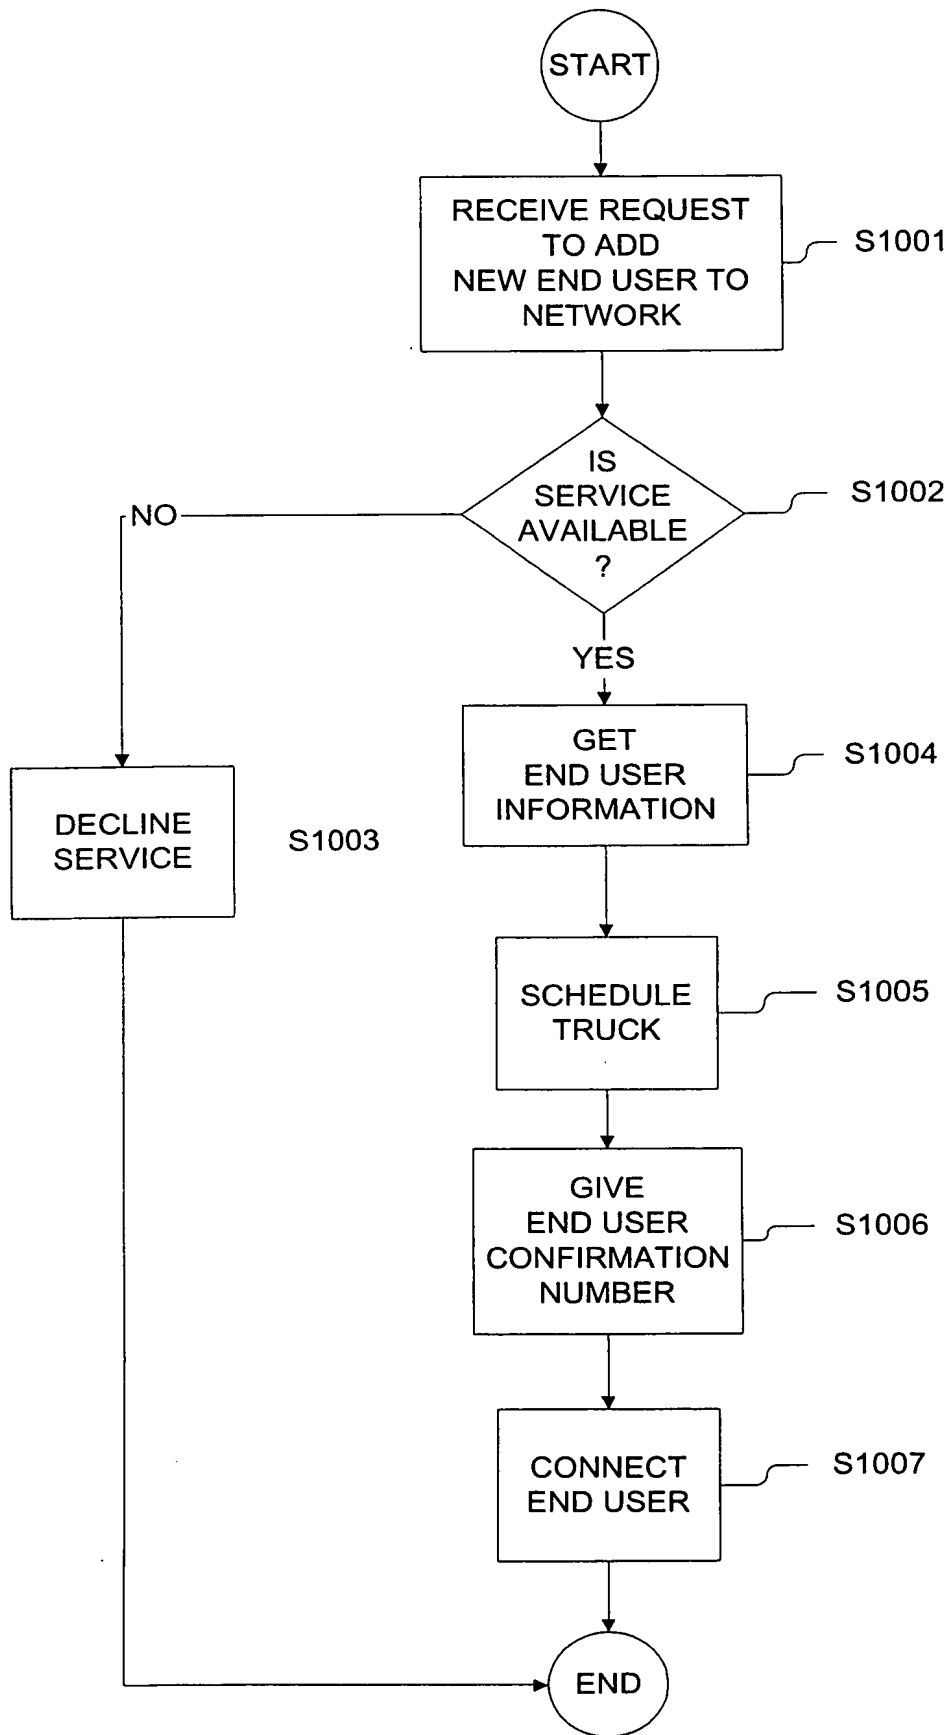 START
RECEIVE REQUEST
TO ADD
NEW END USER TO
NETWORK
S1001
IS
SERVICE
AVAILABLE
?
S1002
NO
YES
GET
END USER
INFORMATION
S1004
DECLINE
SERVICE
S1003
SCHEDULE
TRUCK
S1005
GIVE
END USER
CONFIRMATION
NUMBER
S1006
CONNECT
END USER
S1007
END